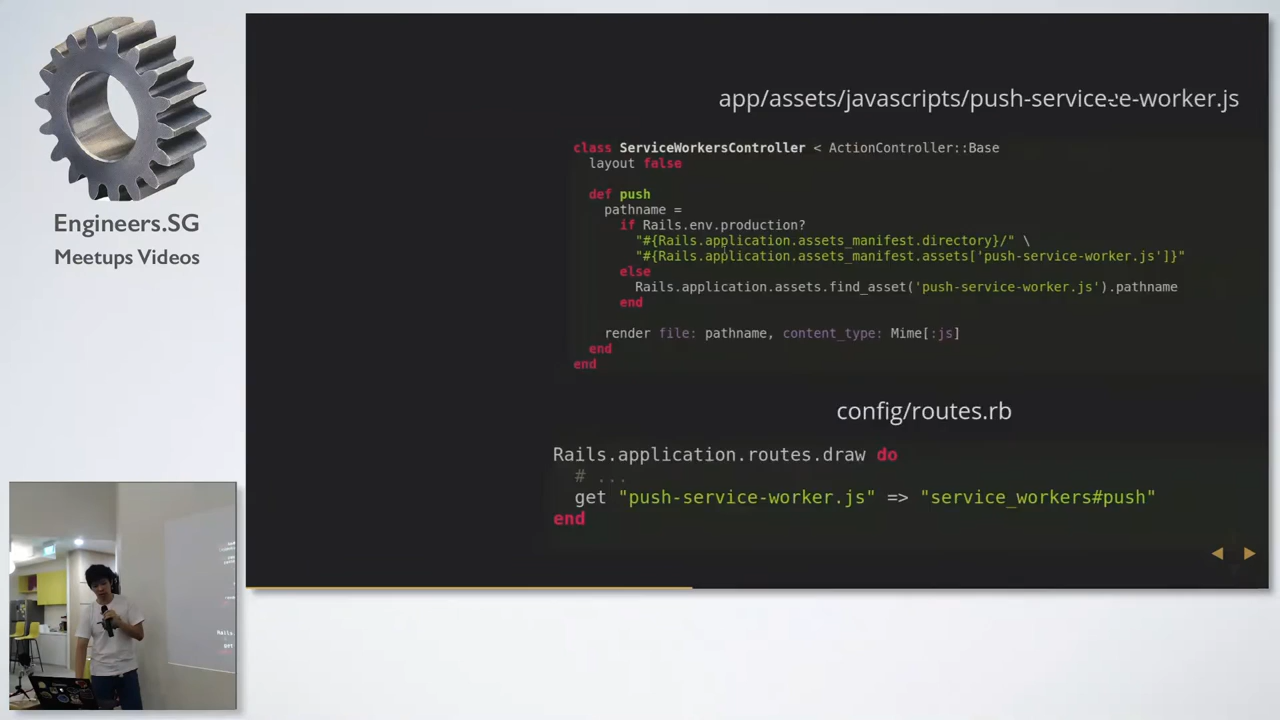 Engineers.SG
Meetups Videos
app/assets/javascripts/push-service-worker.js
class ServiceWorkersController < ActionController::Base
layout false
def push
pathname =
if Rails.env.production?
"#{Rails.application.assets_manifest.directory}/" \
"#{Rails.application.assets_manifest.assets['push-service-worker.js']}"
else
Rails.application.assets.find_asset('push-service-worker.js').pathname
end
render file: pathname, content_type: Mime[:js]
end
end
config/routes.rb
Rails.application.routes.draw do
# ...
get "push-service-worker.js" => "service_workers#push"
end